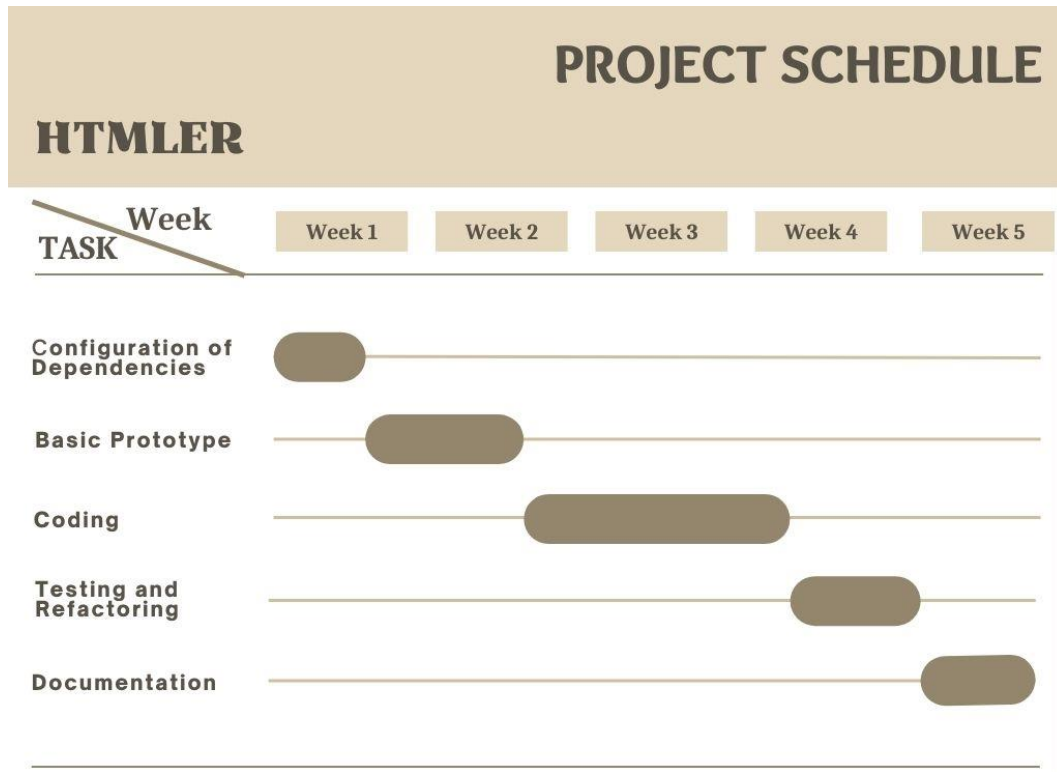 PROJECT SCHEDULE
HTMLER
Week
TASK
Week 1
Week 2
Week 3
Week 4
Week 5
Configuration of
Dependencies
Basic Prototype
Coding
Testing and
Refactoring
Documentation